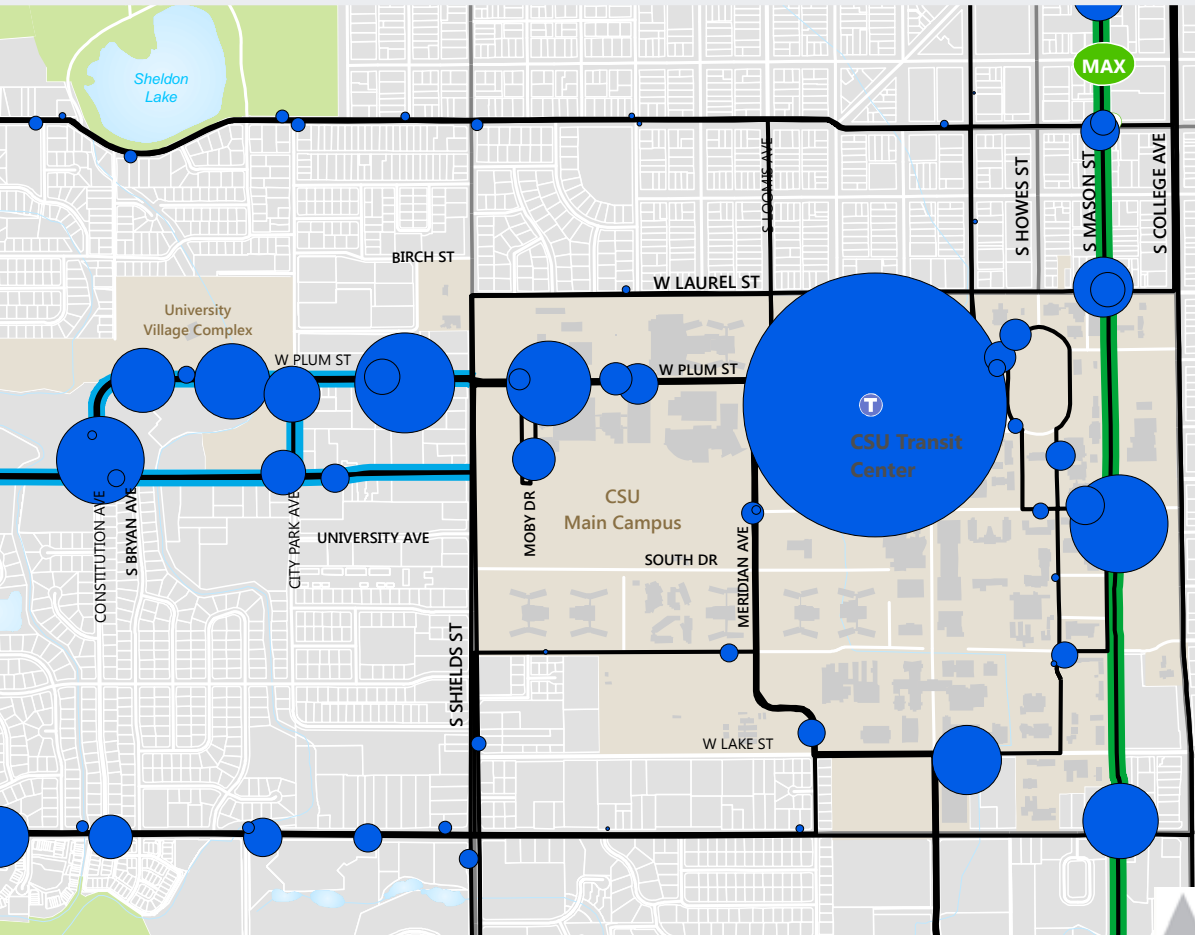 Sheldon
Lake
MAX
S LOOMIS AVE
S HOWES ST
S MASON ST
S COLLEGE AVE
BIRCH ST
W LAUREL ST
University
Village Complex
W PLUM ST
W PLUM ST
T
CSU Transit
Center
CSU
Main Campus
MOBY DR
CONSTITUTION AVE
S BRYAN AVE
CITY PARK AVE
UNIVERSITY AVE
SOUTH DR
MERIDIAN AVE
S SHIELDS ST
W LAKE ST